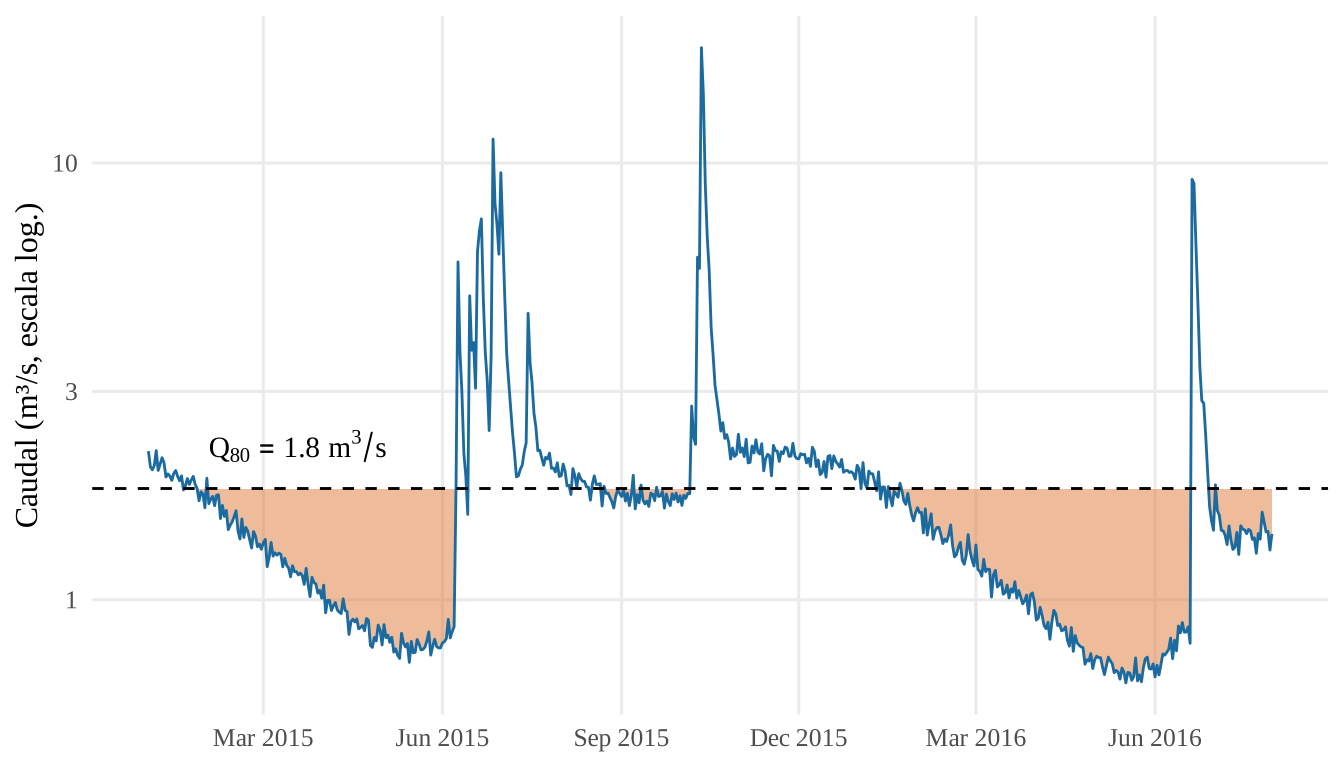 Caudal (m³/s, escala log.)
10
3
1
Q₈₀ = 1.8 m³/s
Mar 2015
Jun 2015
Sep 2015
Dec 2015
Mar 2016
Jun 2016